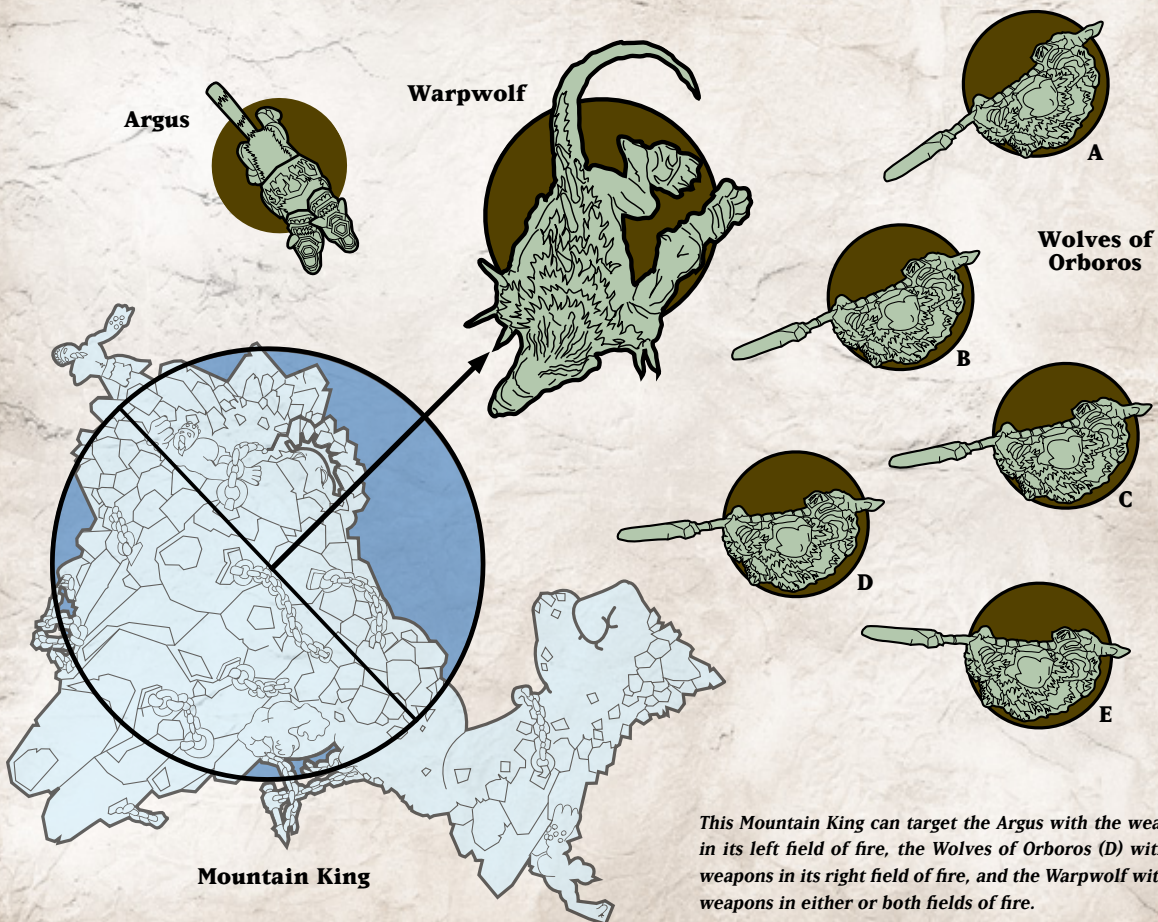 Argus
Warpwolf
A
Wolves of
Orboros
B
C
D
E
Mountain King
This Mountain King can target the Argus with the wea
in its left field of fire, the Wolves of Orboros (D) wit
weapons in its right field of fire, and the Warpwolf wit
weapons in either or both fields of fire.